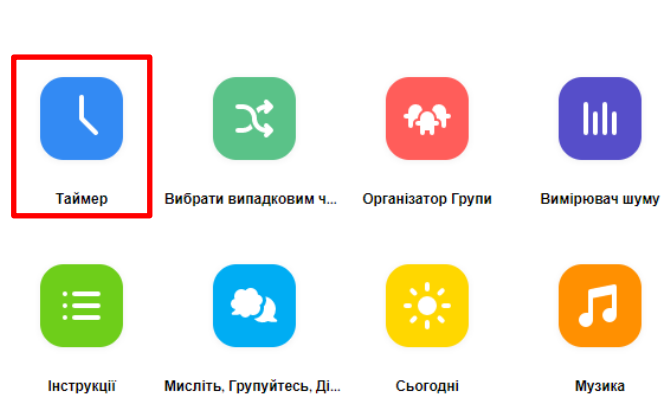 Таймер
Вибрати випадковим ч...
Організатор Групи
Вимірювач шуму
Інструкції
Мисліть, Групуйтесь, Ді...
Сьогодні
Музика